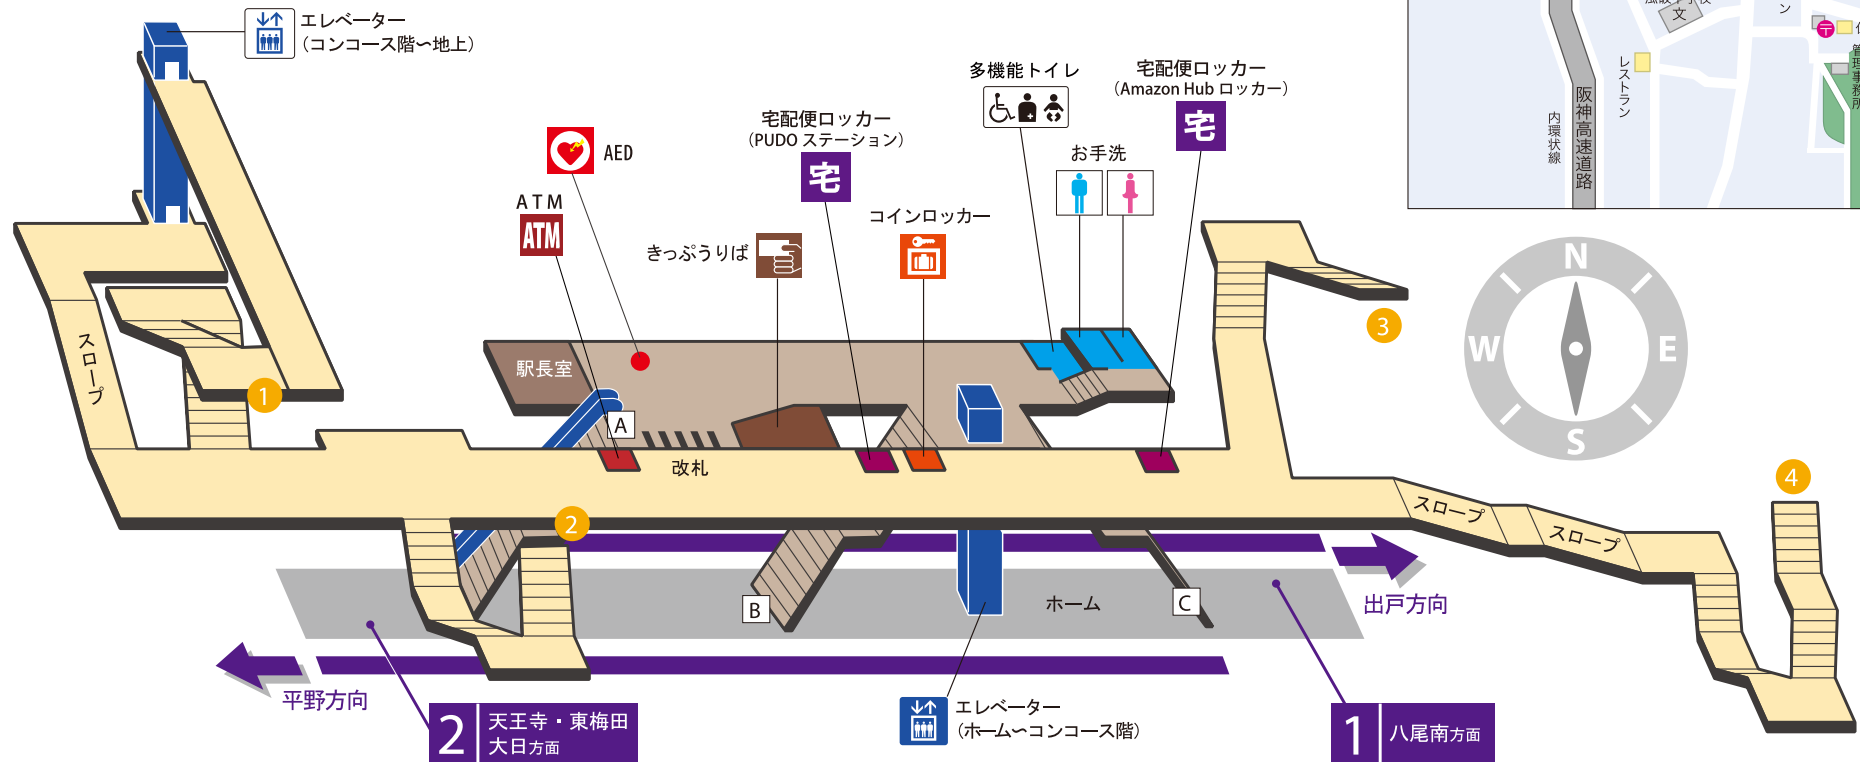 エレベーター
（コンコース階〜地上）
スロープ
1
AED
ATM
ATM
きっぷうりば
宅配便ロッカー
（PUDO ステーション）
宅
コインロッカー
多機能トイレ
お手洗
宅配便ロッカー
（Amazon Hub ロッカー）
宅
駅長室
A
改札
2
B
ホーム
C
3
スロープ
スロープ
4
出戸方向
平野方向
2
天王寺・東梅田
大日方面
エレベーター
（ホーム〜コンコース階）
1
八尾南方面
文
ン
〒
レストラン
管理事務所
内環状線
阪神高速道路
N
W
E
S